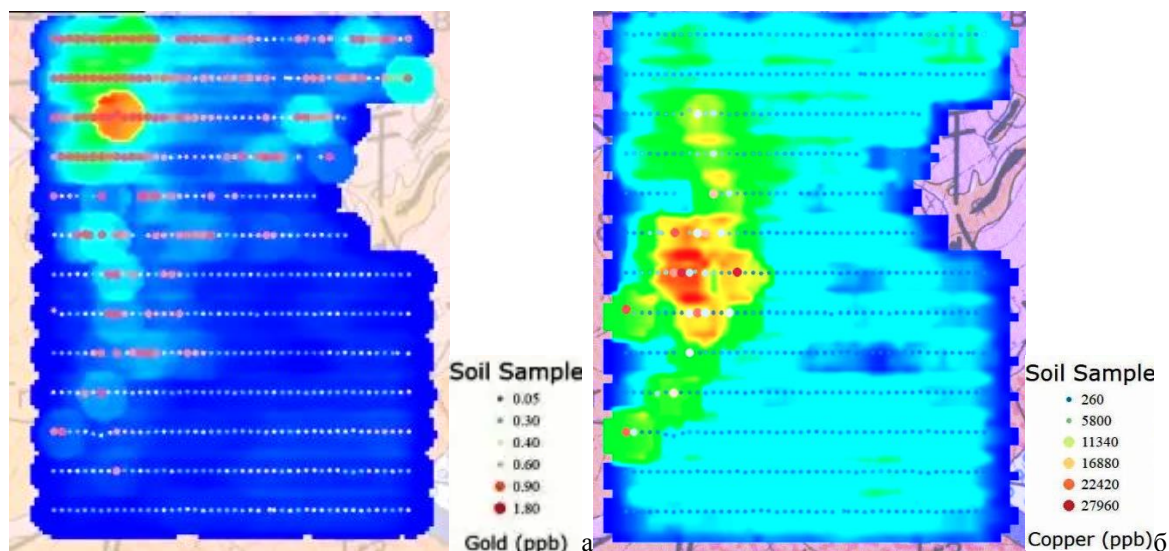 Soil Sample
0.05
0.30
0.40
0.60
0.90
1.80
Gold (ppb)
а
Soil Sample
260
5800
11340
16880
22420
27960
Copper (ppb)
б